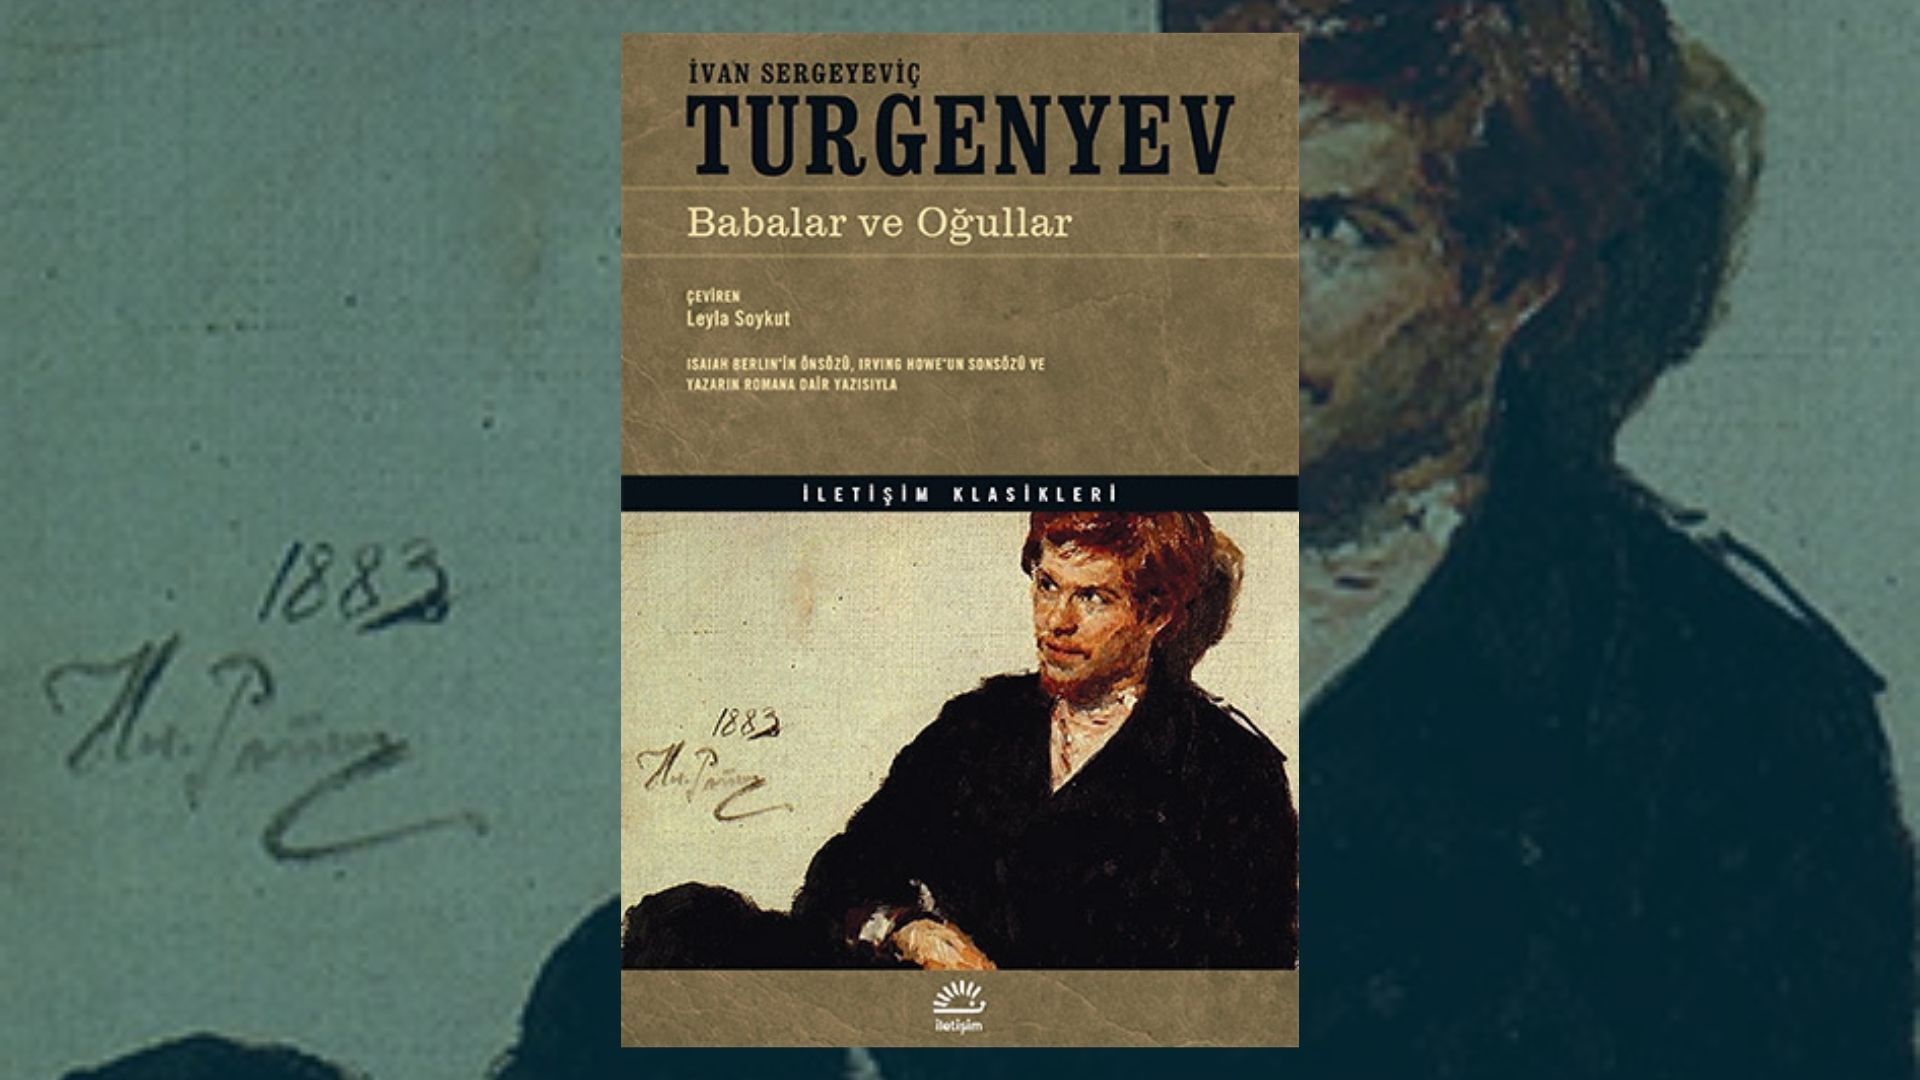 İVAN SERGEYEVİÇ
TURGENYEV
Babalar ve Oğullar
ÇEVİREN
Leyla Soykut
ISAIAH BERLIN'İN ÖNSÖZÜ, IRVING HOWE'UN SONSÖZÜ VE
YAZARIN ROMANA DAİR YAZISIYLA
İLETİŞİM KLASİKLERİ
1883
1883
iletişim